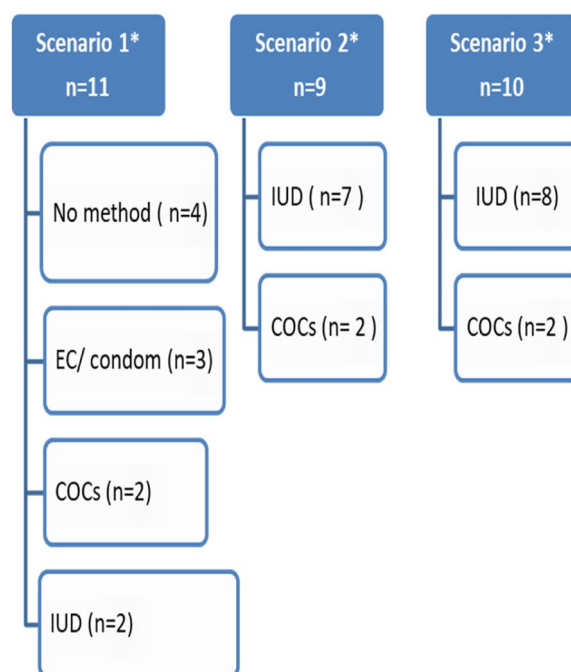 Scenario 1*
n=11
No method ( n=4)
EC/ condom (n=3)
COCs (n=2)
IUD (n=2)
Scenario 2*
n=9
IUD ( n=7 )
COCs (n= 2 )
Scenario 3*
n=10
IUD (n=8)
COCs (n=2 )